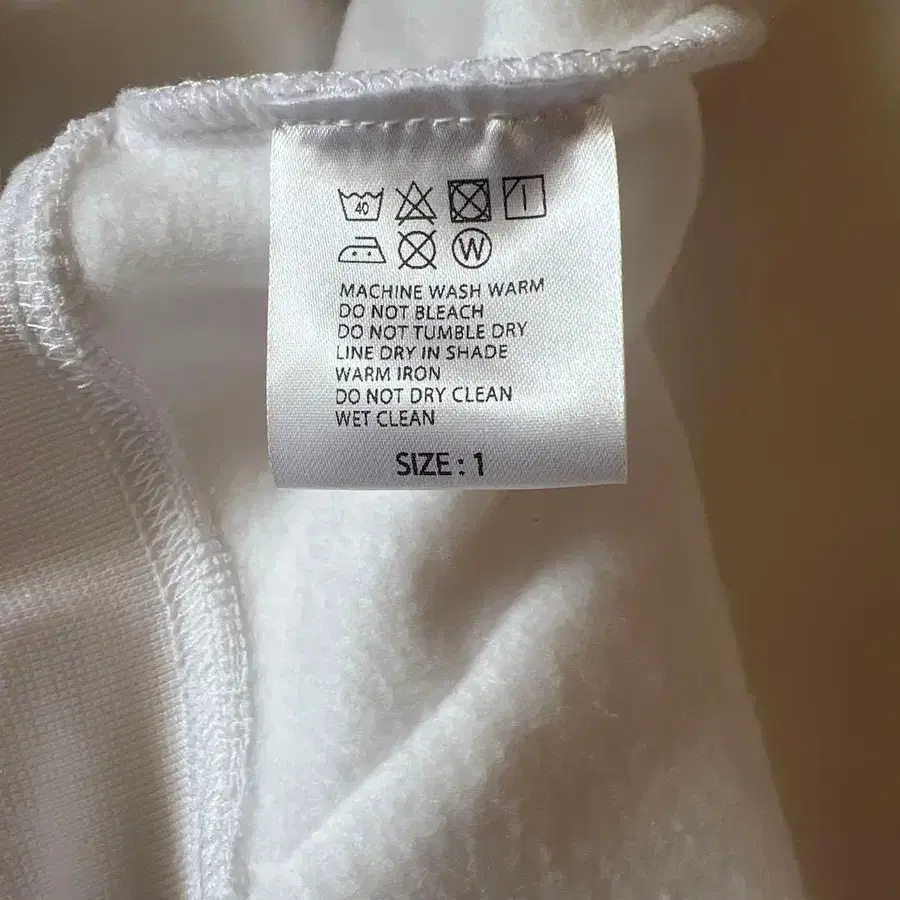 40
W
MACHINE WASH WARM
DO NOT BLEACH
DO NOT TUMBLE DRY
LINE DRY IN SHADE
WARM IRON
DO NOT DRY CLEAN
WET CLEAN
SIZE : 1